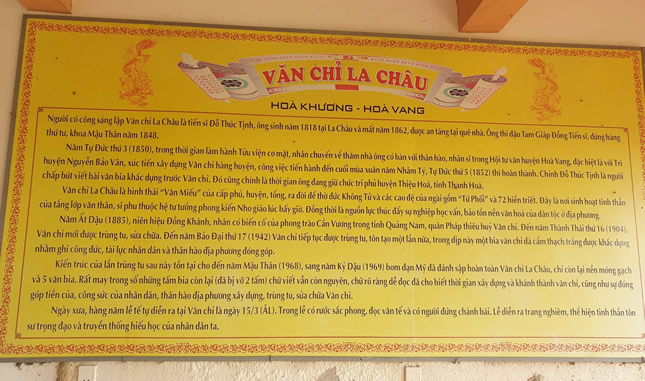 VĂN CHỈ LA CHÂU
HOÀ KHƯƠNG - HOÀ VANG
Người có công sáng lập Văn chỉ La Châu là tiến sĩ Đỗ Thúc Tịnh, ông sinh năm 1818 tại La Châu và mất năm 1862, được an táng tại quê nhà. Ông thi đậu Tam Giáp Đồng Tiến sĩ, đứng hàng
thứ tư, khoa Mậu Thân năm 1848.
Năm Tự Đức thứ 3 (1850), trong thời gian làm hành Tửu viện cơ mật, nhân chuyến về thăm nhà ông có bàn với thân hào, nhân sĩ trong Hội tư văn huyện Hoà Vang, đặc biệt là với Tri
huyện Nguyễn Bảo Vân, xúc tiến xây dựng Văn chỉ hàng huyện, công việc tiến hành đến cuối mùa xuân năm Nhâm Tý, Tự Đức thứ 5 (1852) thì hoàn thành. Chính Đỗ Thúc Tịnh là người
chấp bút viết bài văn bia khắc dựng trước Văn chỉ. Đó cũng chính là thời gian ông đang giữ chức tri phủ huyện Thiệu Hoá, tỉnh Thanh Hoá.
Văn chỉ La Châu là hình thái "Văn Miếu" của cấp phủ, huyện, tổng, ra đời để thờ đức Khổng Tử và các cao đệ của ngài gồm "Tứ Phối" và 72 hiền triết. Đây là nơi sinh hoạt tinh thần
của tầng lớp văn thân, sĩ phu thuộc hệ tư tưởng phong kiến Nho giáo lúc bấy giờ. Đồng thời là nguồn lực thúc đẩy sự nghiệp học vấn, bảo tồn nền văn hoá của dân tộc ở địa phương.
Năm Ất Dậu (1885), niên hiệu Đồng Khánh, nhân có biến cố của phong trào Cần Vương trong tỉnh Quảng Nam, quân Pháp thiêu huỷ Văn chỉ. Đến năm Thành Thái thứ 16 (1904),
Văn chỉ mới được trùng tu, sửa chữa. Đến năm Bảo Đại thứ 17 (1942) Văn chỉ tiếp tục được trùng tu, tôn tạo một lần nữa, trong dịp này một bia văn chỉ đá cẩm thạch trắng được khắc dựng
nhằm ghi công đức, tài lực nhân dân và thân hào địa phương đóng góp.
Kiến trúc của lần trùng tu sau này tồn tại cho đến năm Mậu Thân (1968), sang năm Kỷ Dậu (1969) bom đạn Mỹ đã đánh sập hoàn toàn Văn chỉ La Châu, chỉ còn lại nền móng gạch
và 5 văn bia. Rất may trong số những tấm bia còn lại (đã bị vỡ 2 tấm) chữ viết vẫn còn nguyên, chữ rõ ràng dễ đọc đã cho biết thời gian xây dựng và khánh thành văn chỉ, cũng như sự đóng
góp tiền của, công sức của nhân dân, thân hào địa phương xây dựng, trùng tu, sửa chữa Văn chỉ.
Ngày xưa, hàng năm lễ tế tự diễn ra tại Văn chỉ là ngày 15/3 (ÂL). Trong lễ có rước sắc phong, đọc văn tế và có người đứng chánh bái. Lễ diễn ra trang nghiêm, thể hiện tinh thần tôn
sư trọng đạo và truyền thống hiếu học của nhân dân ta.